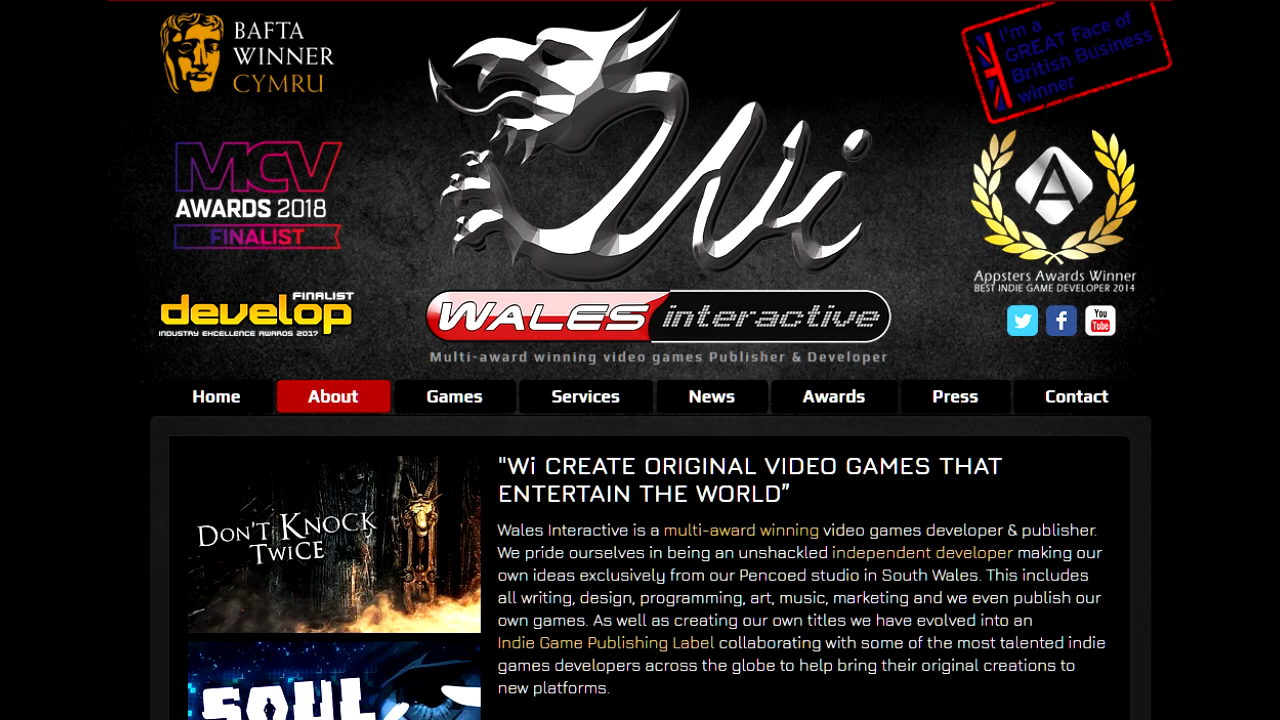 BAFTA
WINNER
CYMRU
MCV
AWARDS 2018
FINALIST
FINALIST
develop
INDUSTRY EXCELLENCE AWARDS 2017
Wi
WALES interactive
Multi-award winning video games Publisher & Developer
I'm a
GREAT Face of
British Business
winner
A
Appsters Awards Winner
BEST INDIE GAME DEVELOPER 2014
You
Tube
Home
About
Games
Services
News
Awards
Press
Contact
DON'T KNOCK
TWICE
SOUL
"Wi CREATE ORIGINAL VIDEO GAMES THAT
ENTERTAIN THE WORLD”
Wales Interactive is a multi-award winning video games developer & publisher.
We pride ourselves in being an unshackled independent developer making our
own ideas exclusively from our Pencoed studio in South Wales. This includes
all writing, design, programming, art, music, marketing and we even publish our
own games. As well as creating our own titles we have evolved into an
Indie Game Publishing Label collaborating with some of the most talented indie
games developers across the globe to help bring their original creations to
new platforms.